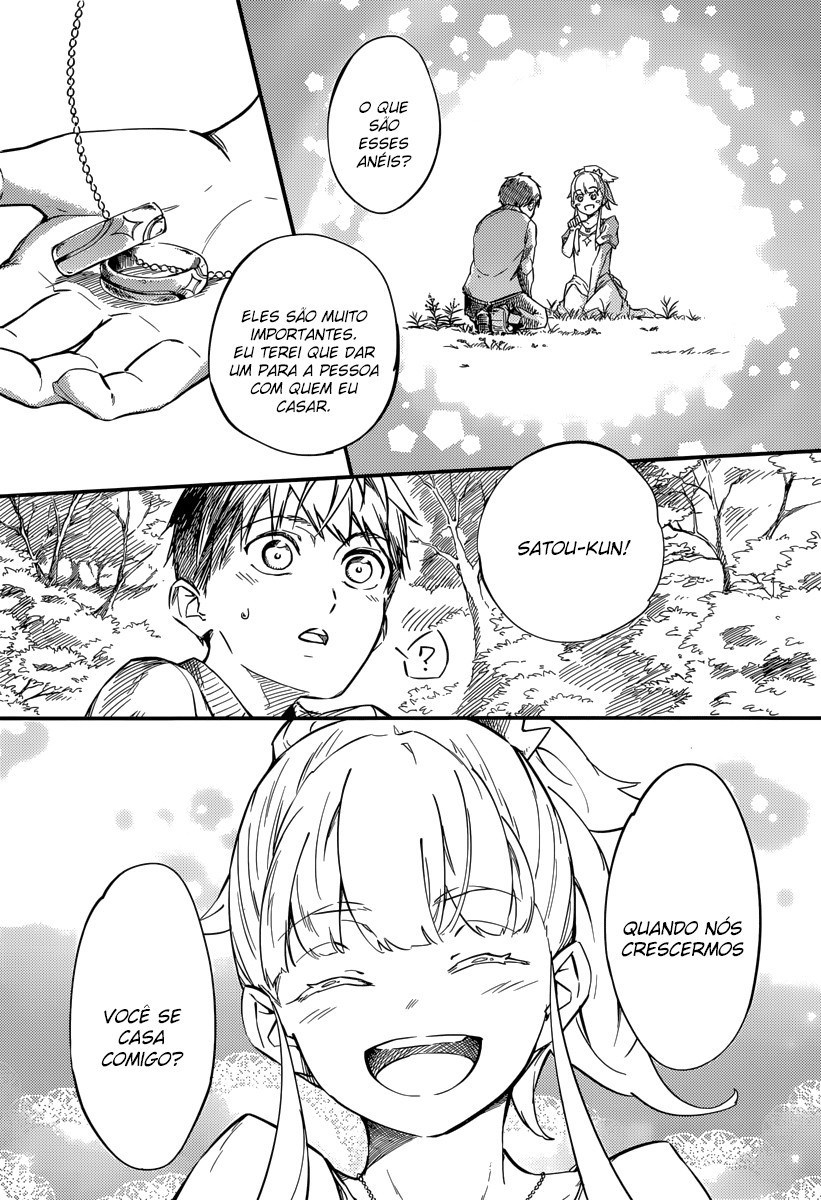 O QUE
SÃO
ESSES
ANÉIS?
ELES SÃO MUITO
IMPORTANTES.
EU TEREI QUE DAR
UM PARA A PESSOA
COM QUEM EU
CASAR.
SATOU-KUN!
?
QUANDO NÓS
CRESCERMOS
VOCÊ SE
CASA
COMIGO?